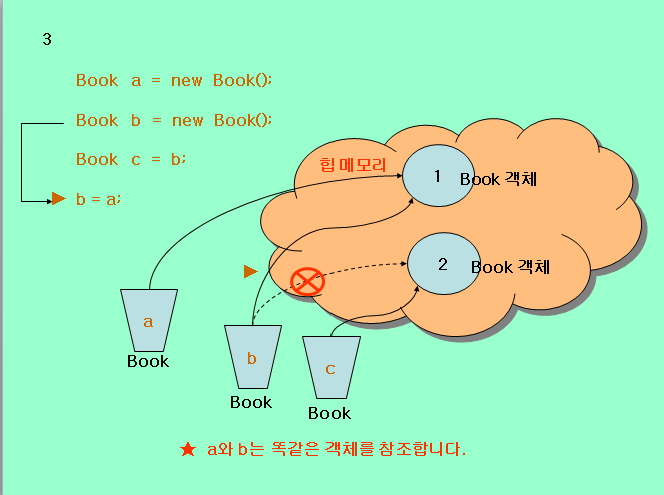 3
Book a = new Book();
Book b = new Book();
Book c = b;
b = a;
힙 메모리
1 Book 객체
2 Book 객체
a
Book
b
Book
c
Book
★ a와 b는 똑같은 객체를 참조합니다.